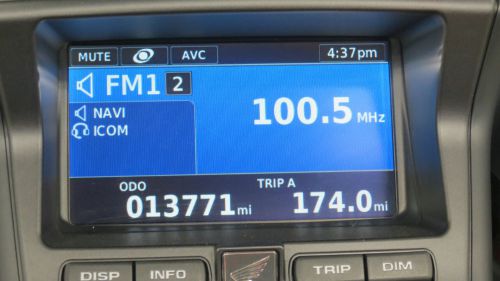 MUTE AVC 4:37pm
FM1 2
NAVI
ICOM
100.5 MHz
ODO TRIP A
013771 mi 174.0 mi
DISP INFO TRIP DIM